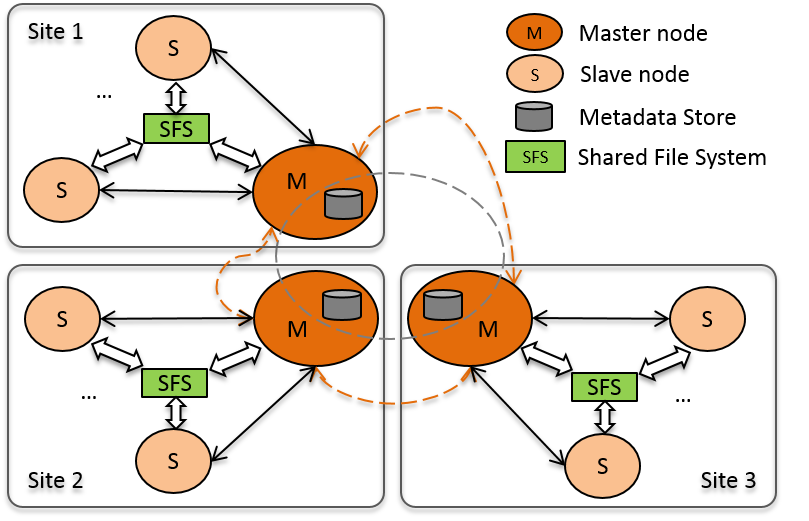 Site 1
S
...
SFS
S
M
M Master node
S Slave node
Metadata Store
SFS Shared File System
S
M
SFS
...
S
Site 2
M
S
SFS
...
S
Site 3